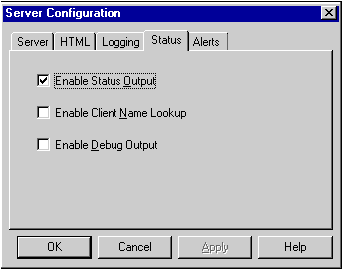 Server Configuration
Server HTML Logging Status Alerts
Enable Status Output
Enable Client Name Lookup
Enable Debug Output
OK Cancel Apply Help